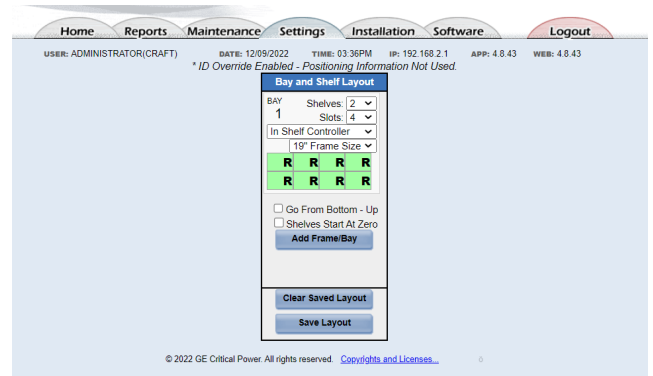 Home Reports Maintenance Settings Installation Software Logout
USER: ADMINISTRATOR(CRAFT) DATE: 12/09/2022 TIME: 03:36PM IP: 192.168.2.1 APP: 4.8.43 WEB: 4.8.43
* ID Override Enabled - Positioning Information Not Used.
Bay and Shelf Layout
BAY Shelves: 2
1 Slots: 4
In Shelf Controller
19" Frame Size
R R R R
R R R R
Go From Bottom - Up
Shelves Start At Zero
Add Frame/Bay
Clear Saved Layout
Save Layout
© 2022 GE Critical Power. All rights reserved. Copyrights and Licenses...